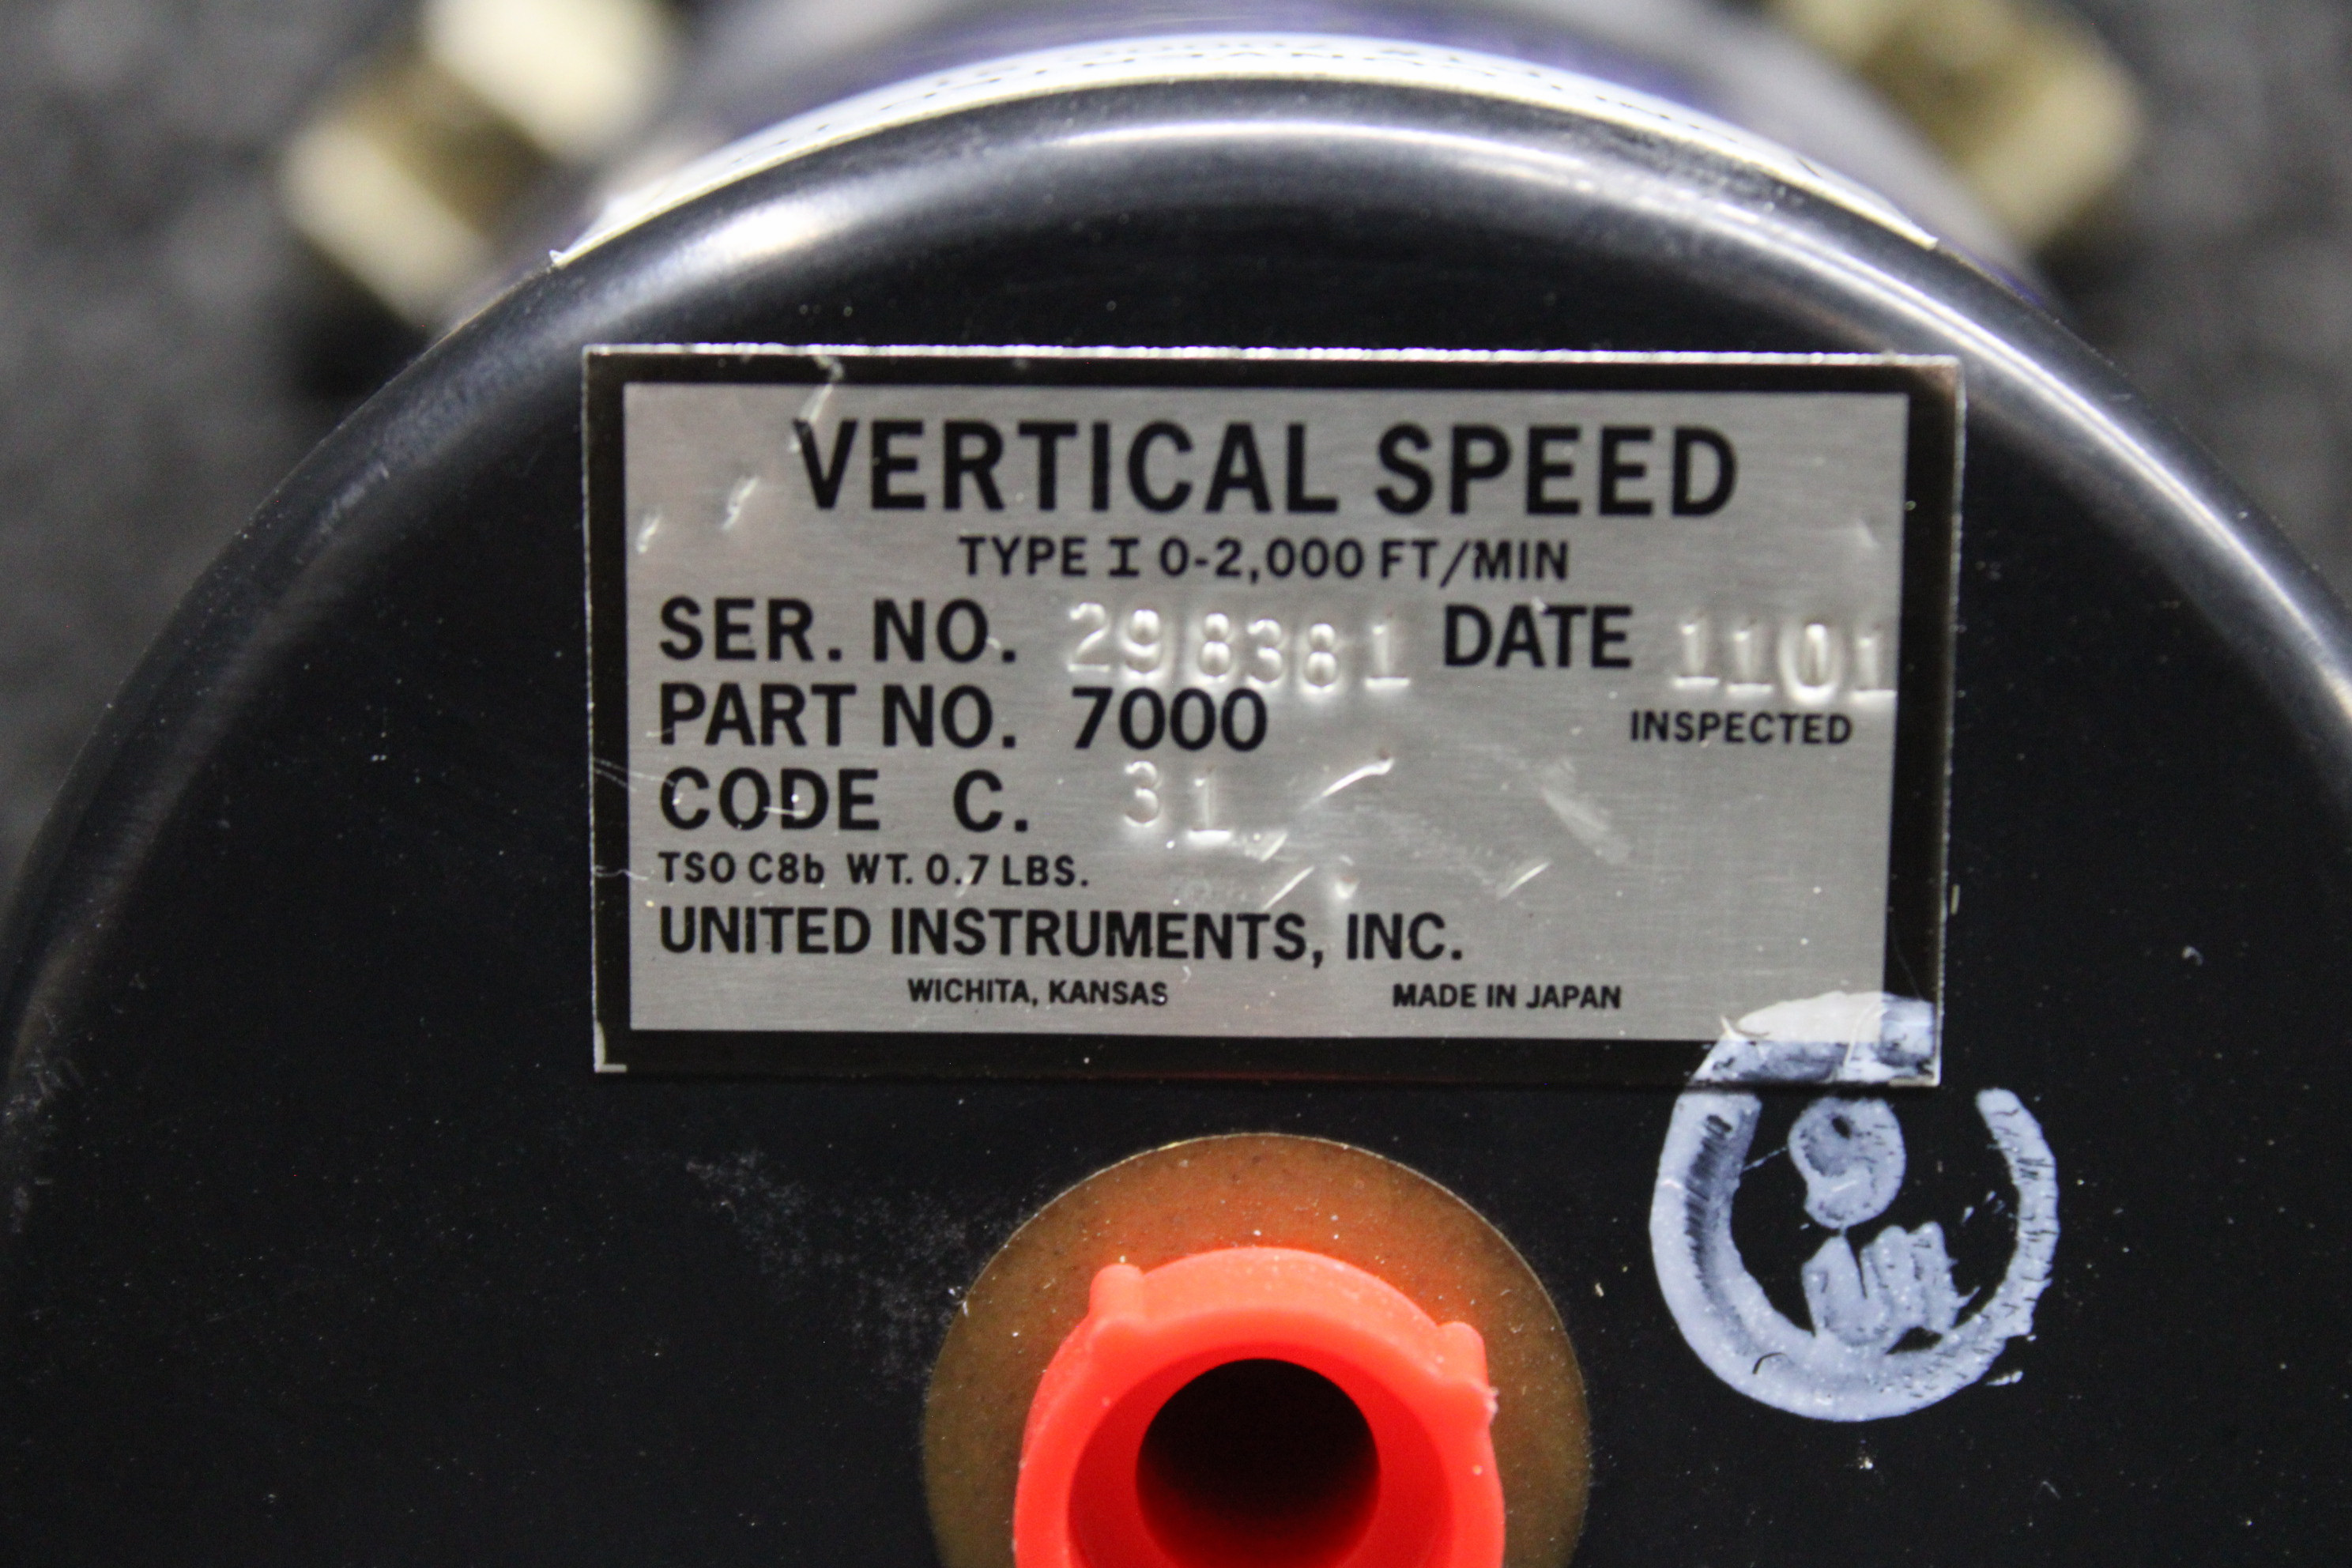 VERTICAL SPEED
TYPE I 0-2,000 FT/MIN
SER. NO. 298381 DATE 1101
PART NO. 7000 INSPECTED
CODE C. 31
TSO C8b WT. 0.7 LBS.
UNITED INSTRUMENTS, INC.
WICHITA, KANSAS MADE IN JAPAN